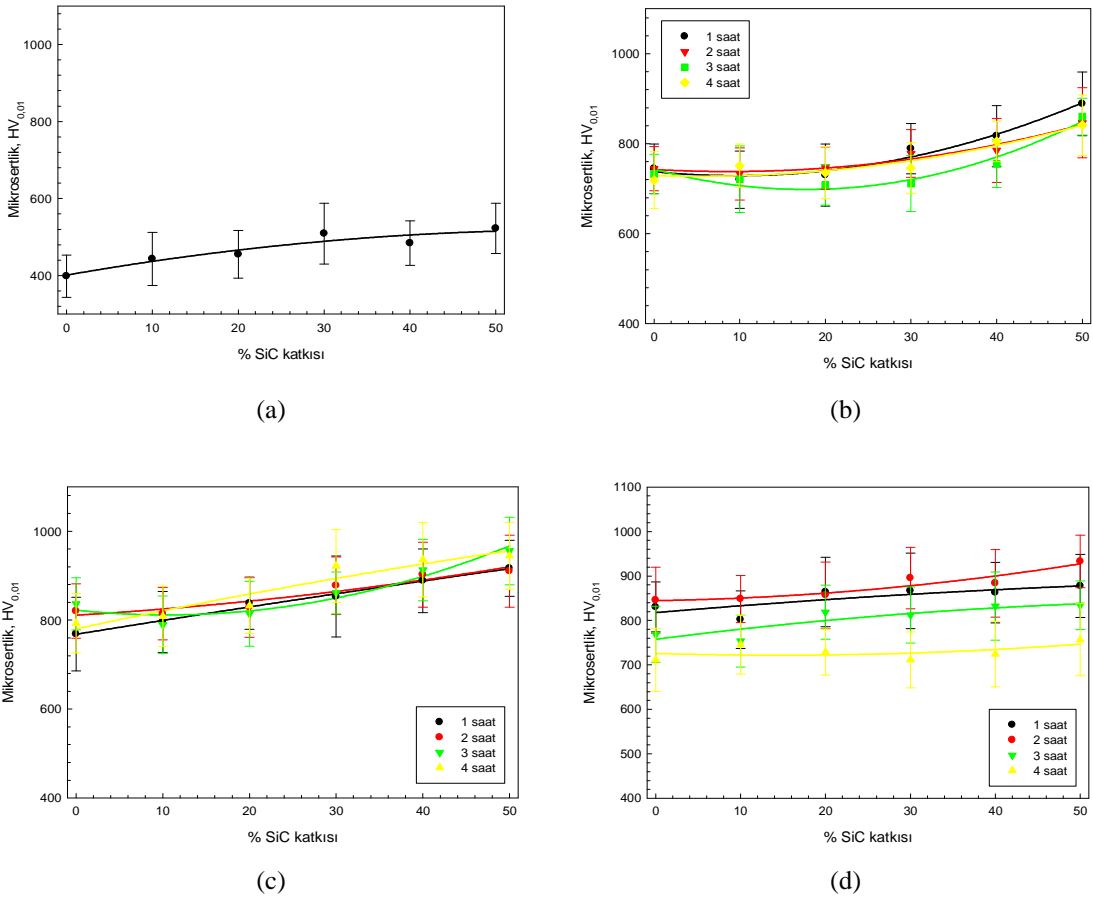 1000
800
600
400
0
10
20
30
40
50
Mikrosertlik, HV0,01
% SiC katkısı
(a)
1000
800
600
400
0
10
20
30
40
50
Mikrosertlik, HV0,01
% SiC katkısı
1 saat
2 saat
3 saat
4 saat
(b)
1000
800
600
400
0
10
20
30
40
50
Mikrosertlik, HV0,01
% SiC katkısı
1 saat
2 saat
3 saat
4 saat
(c)
1100
1000
900
800
700
600
400
0
10
20
30
40
50
Mikrosertlik, HV0,01
% SiC katkısı
1 saat
2 saat
3 saat
4 saat
(d)